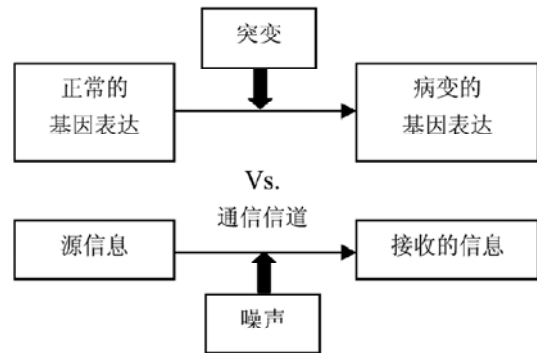 突变
正常的
基因表达
病变的
基因表达
Vs.
通信信道
源信息
接收的信息
噪声